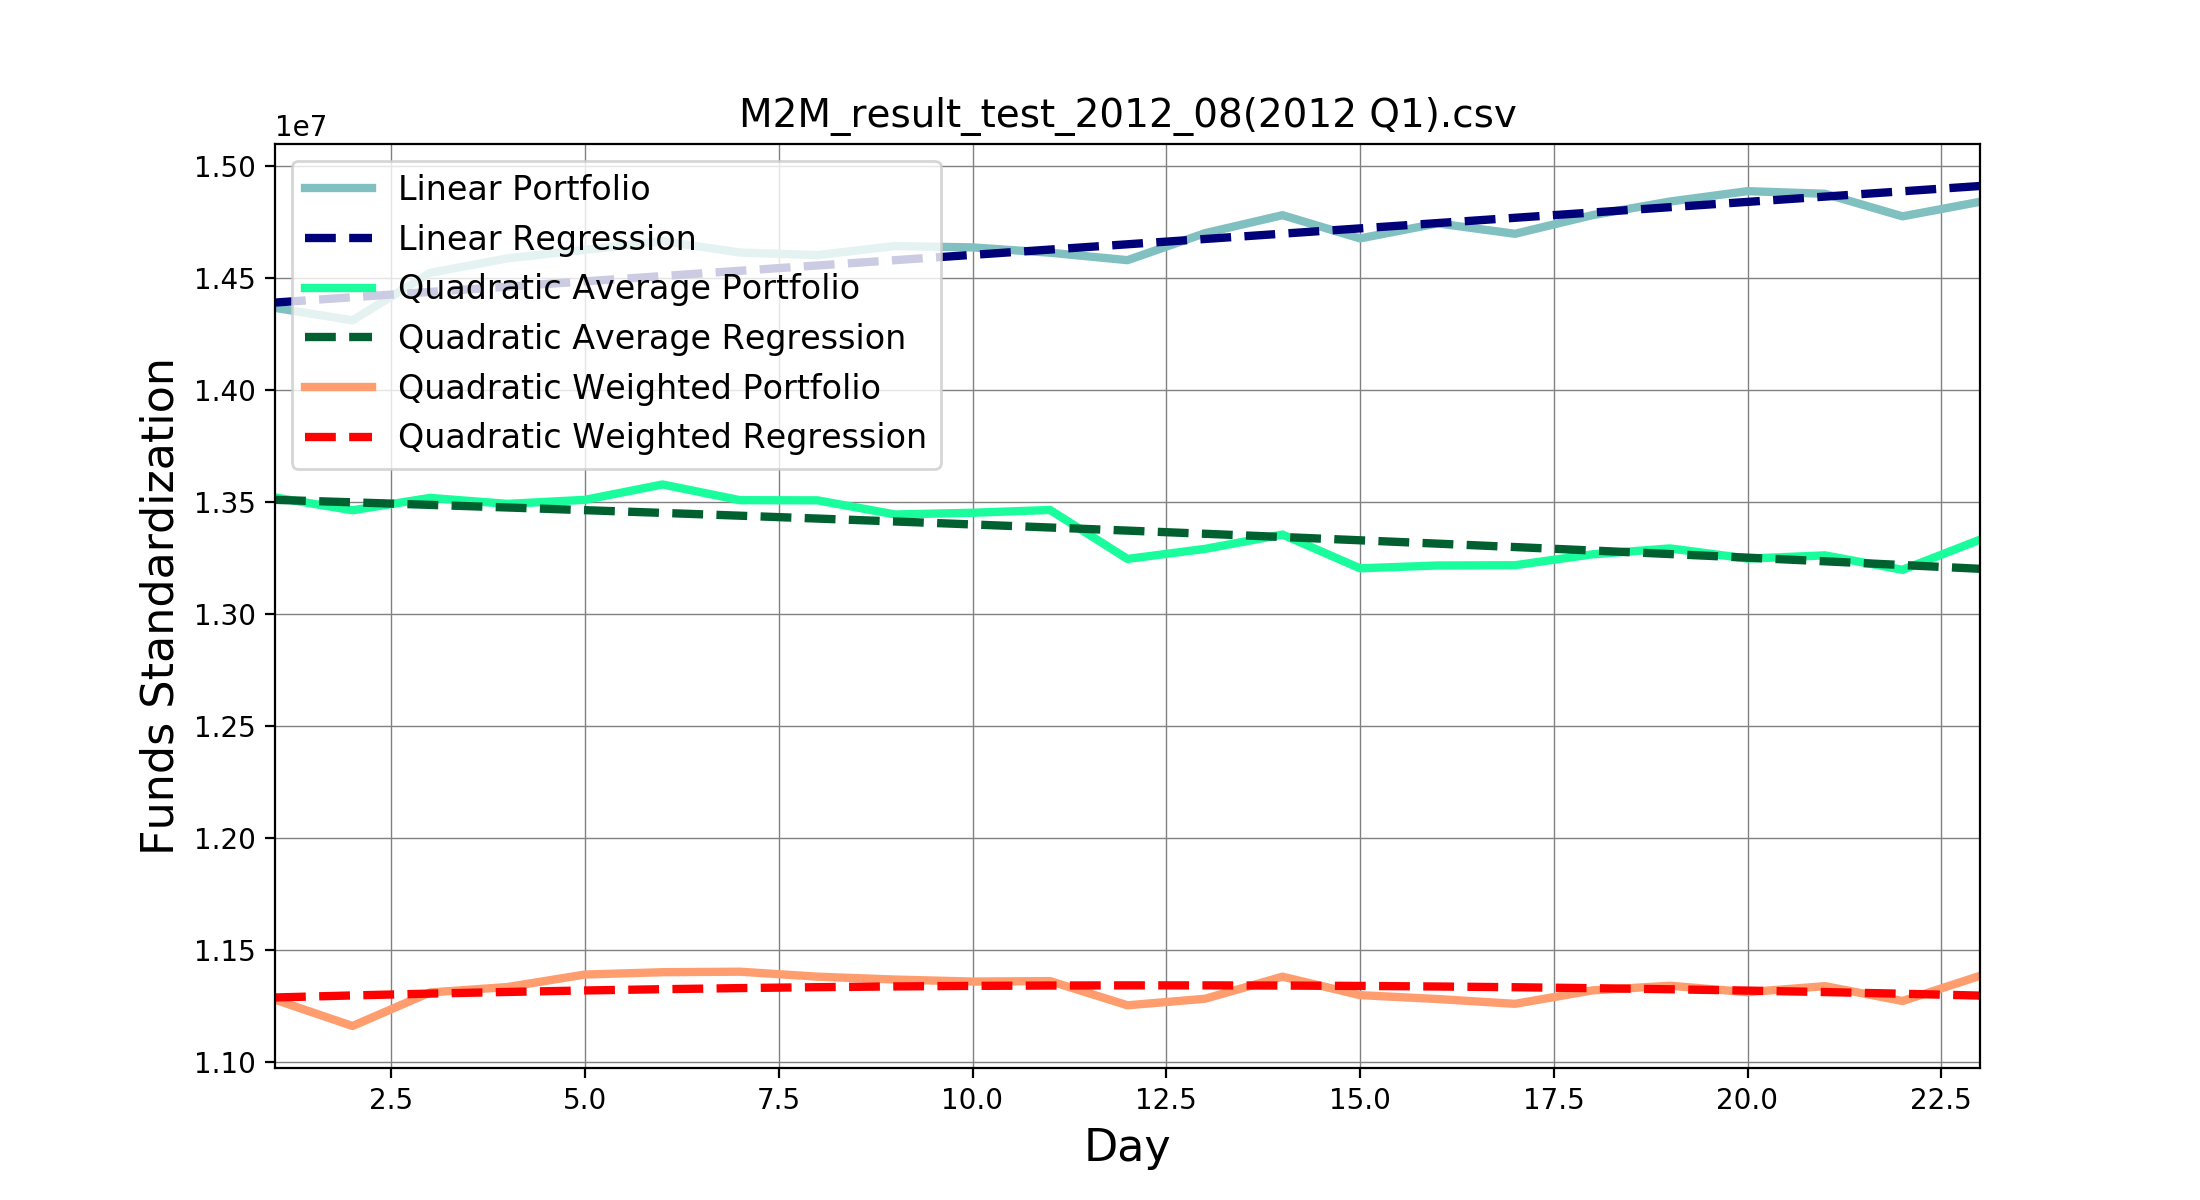 M2M_result_test_2012_08(2012 Q1).csv
1e7
1.50
1.45
1.40
1.35
1.30
1.25
1.20
1.15
1.10
Funds Standardization
Linear Portfolio
Linear Regression
Quadratic Average Portfolio
Quadratic Average Regression
Quadratic Weighted Portfolio
Quadratic Weighted Regression
2.5 5.0 7.5 10.0 12.5 15.0 17.5 20.0 22.5
Day